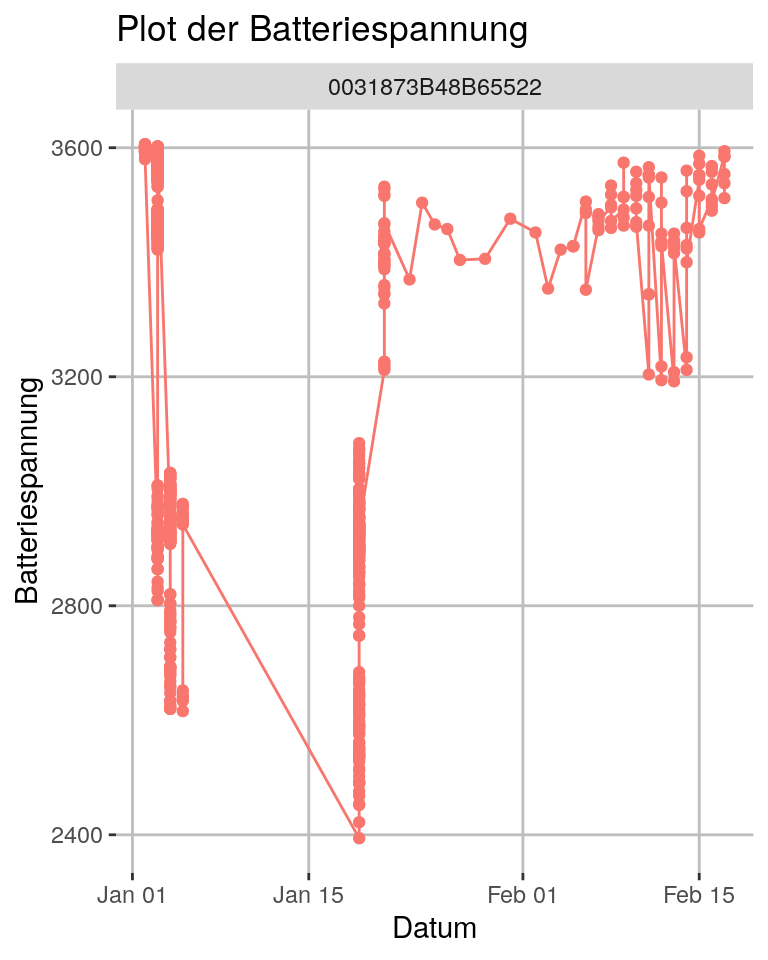 Plot der Batteriespannung
0031873B48B65522
3600
3200
2800
2400
Batteriespannung
Jan 01 Jan 15 Feb 01 Feb 15
Datum